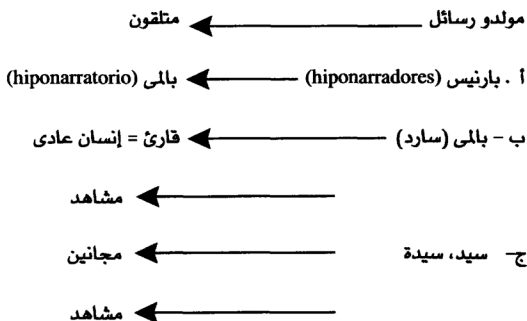 مولدو رسائل متلقون
أ . بارنيس (hiponarradores) بالمى (hiponarratorio)
ب - بالمى (سارد) قارئ = إنسان عادى
مشاهد
ج- سيد، سيدة مجانين
مشاهد